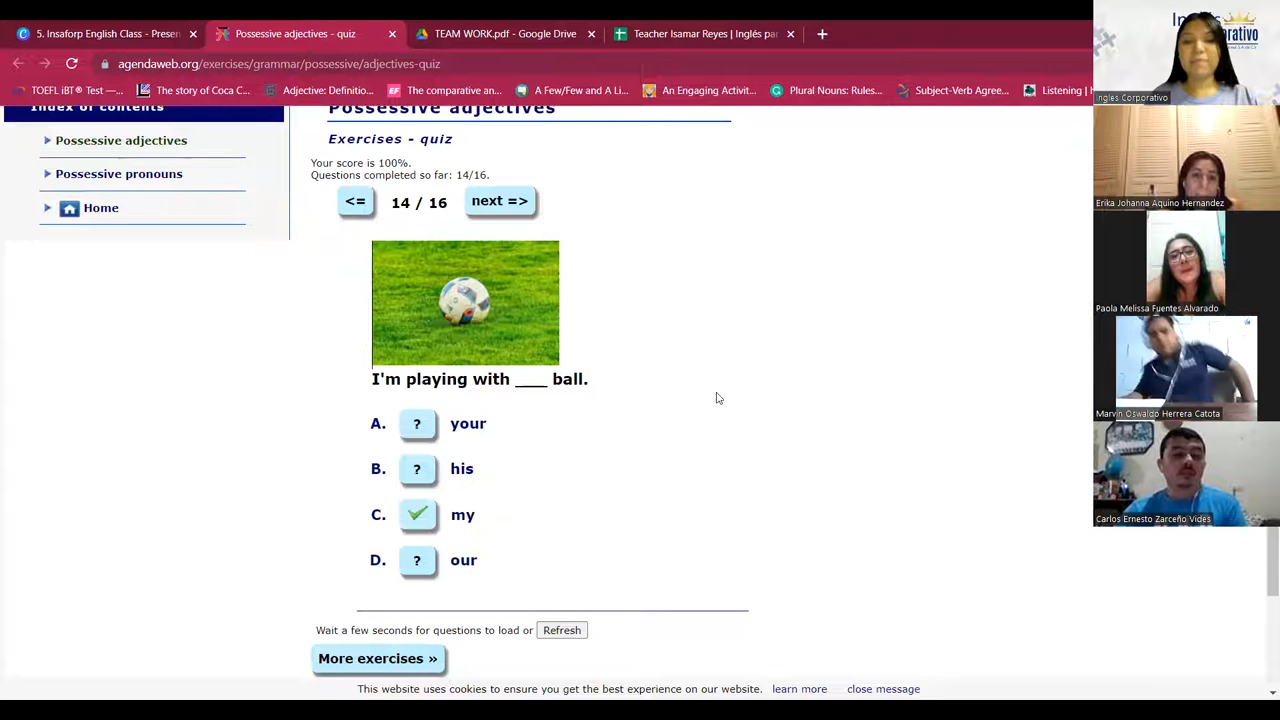 5. Insaforp English Class - Presen
Possessive adjectives - quiz
TEAM WORK.pdf - Google Drive
Teacher Isamar Reyes | Inglés par
agendaweb.org/exercises/grammar/possessive/adjectives-quiz
TOEFL iBT® Test —...
The story of Coca C...
Adjective: Definitio...
The comparative an...
A Few/Few and A Li...
An Engaging Activit...
Plural Nouns: Rules...
Subject-Verb Agree...
Listening |
Index of contents
Possessive adjectives
Possessive pronouns
Home
Possessive adjectives
Exercises - quiz
Your score is 100%.
Questions completed so far: 14/16.
<= 14 / 16 next =>
I'm playing with ___ ball.
A. ? your
B. ? his
C. my
D. ? our
Wait a few seconds for questions to load or Refresh
More exercises »
This website uses cookies to ensure you get the best experience on our website. learn more close message
Ingles Corporativo
Erika Johanna Aquino Hernandez
Paola Melissa Fuentes Alvarado
Marvin Oswaldo Herrera Catota
Carlos Ernesto Zarceño Vides